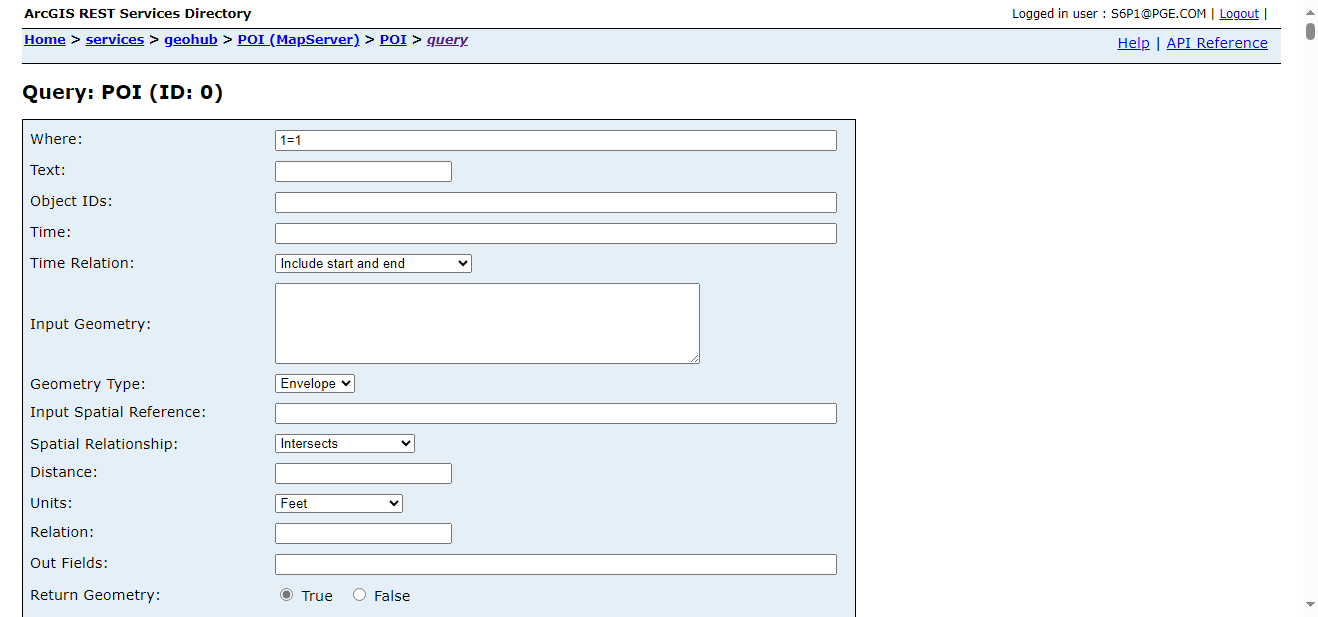 ArcGIS REST Services Directory
Logged in user : S6P1@PGE.COM | Logout |
Home > services > geohub > POI (MapServer) > POI > query
Help | API Reference
Query: POI (ID: 0)
Where: 1=1
Text:
Object IDs:
Time:
Time Relation: Include start and end
Input Geometry:
Geometry Type: Envelope
Input Spatial Reference:
Spatial Relationship: Intersects
Distance:
Units: Feet
Relation:
Out Fields:
Return Geometry: True False